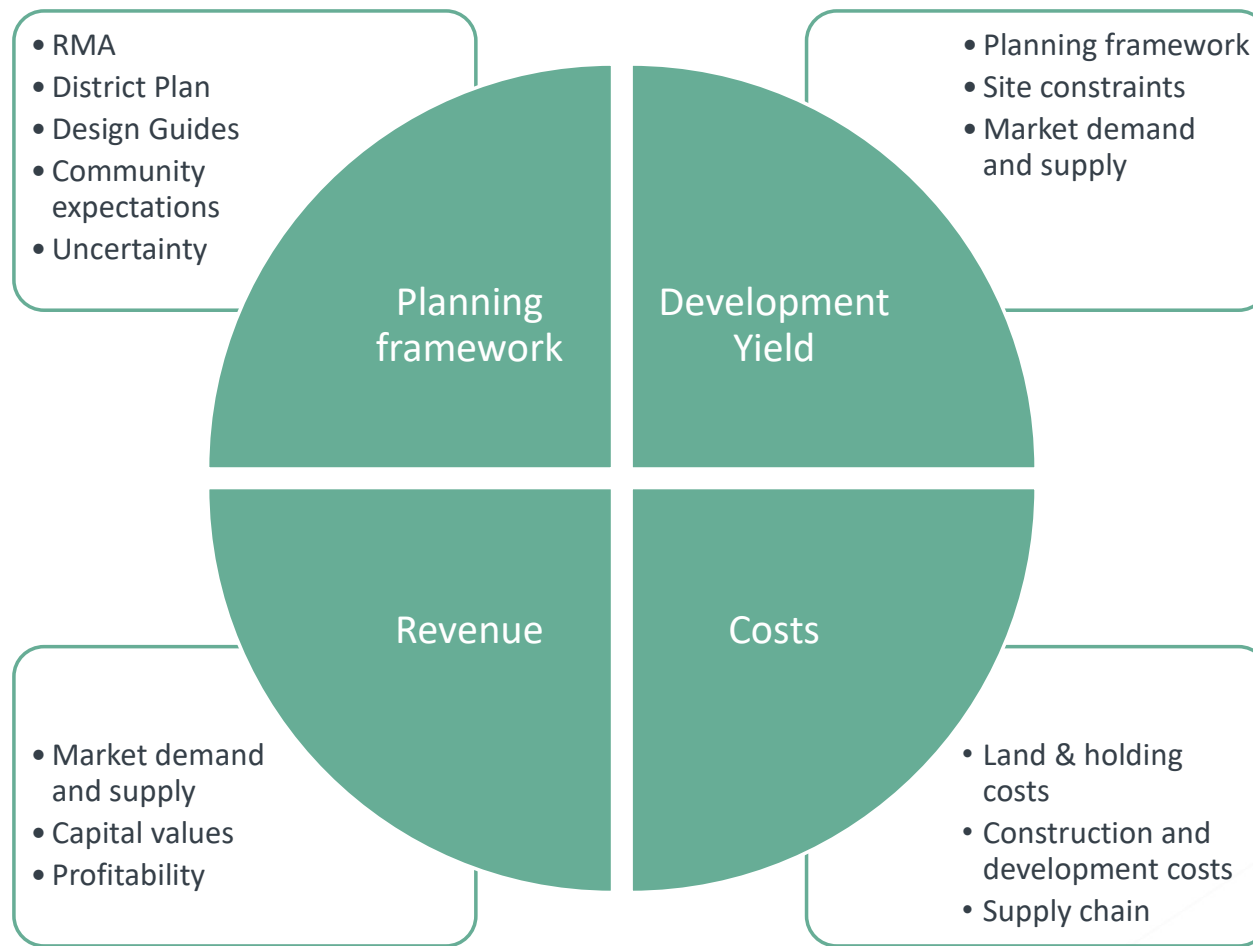 • RMA
• District Plan
• Design Guides
• Community
expectations
• Uncertainty
• Planning framework
• Site constraints
• Market demand
and supply
Planning
framework
Development
Yield
Revenue
Costs
• Market demand
and supply
• Capital values
• Profitability
• Land & holding
costs
• Construction and
development costs
• Supply chain